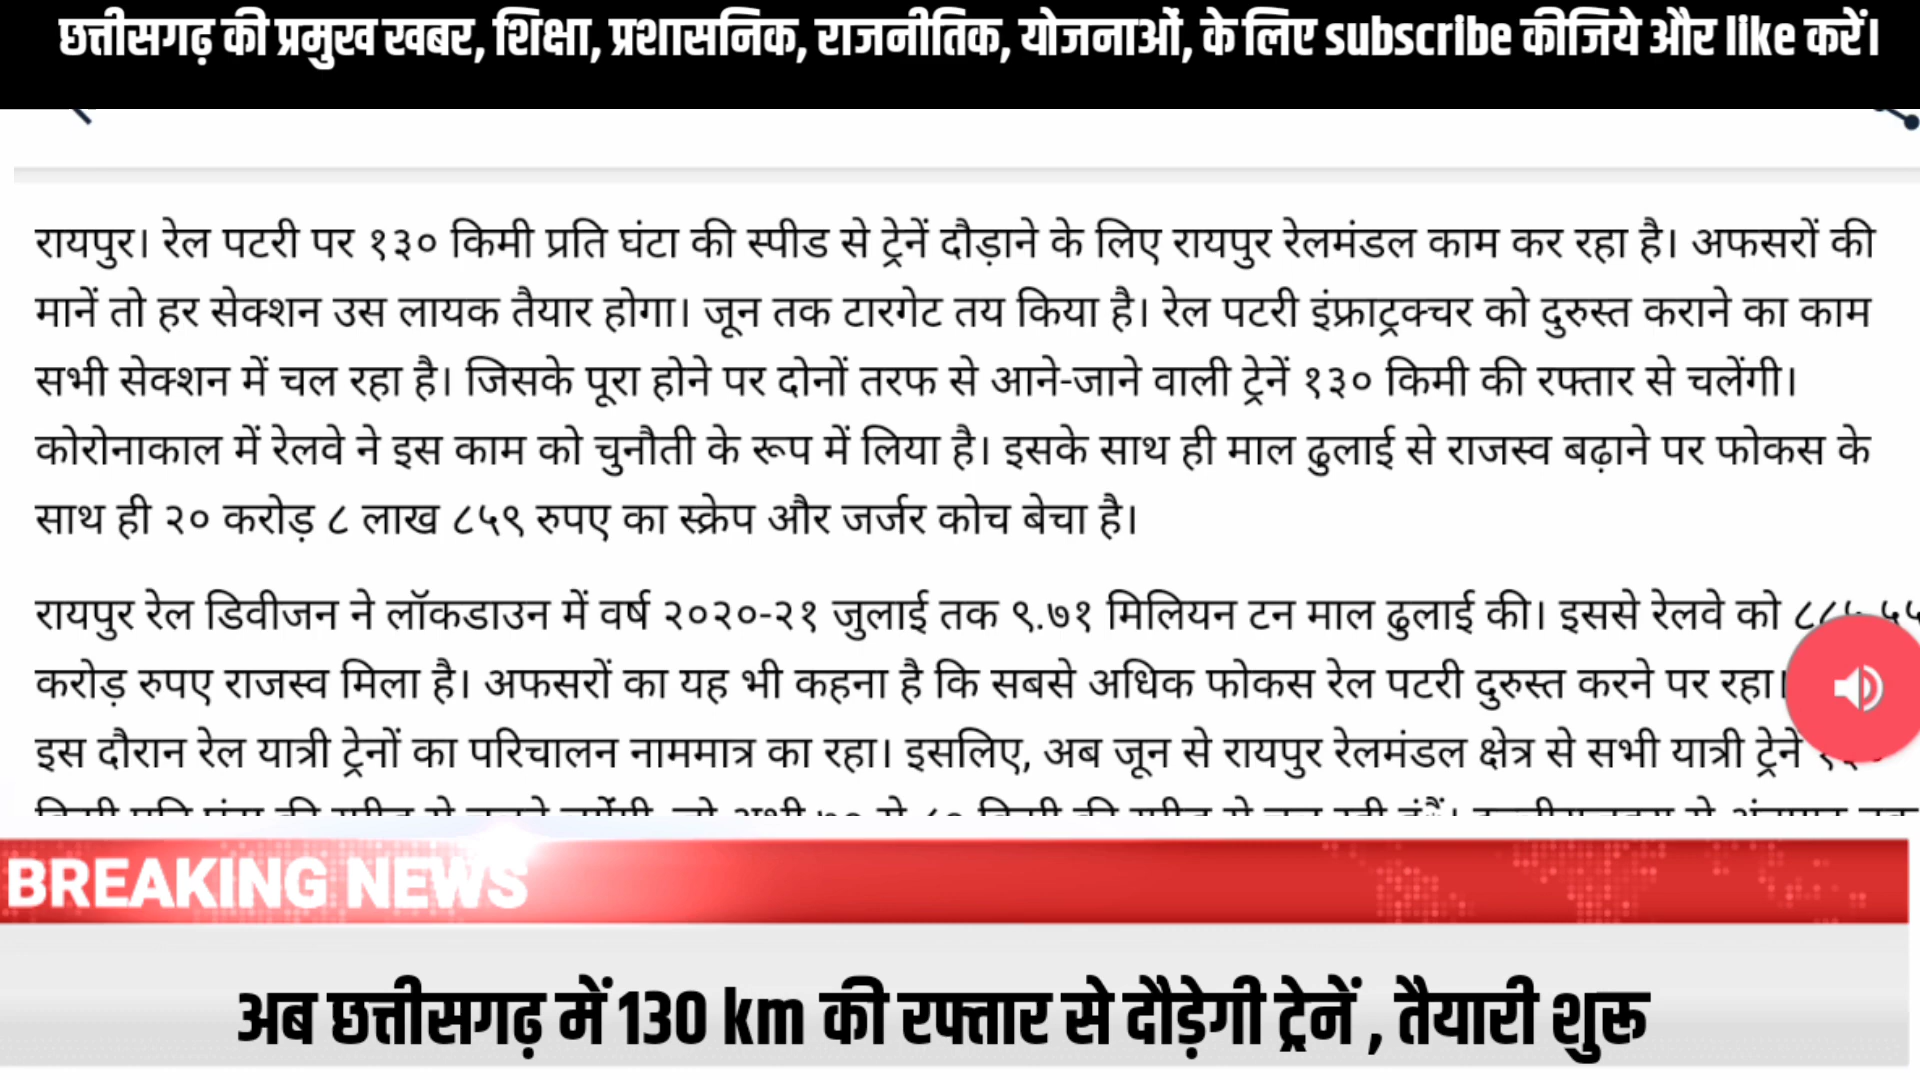 छत्तीसगढ़ की प्रमुख खबर, शिक्षा, प्रशासनिक, राजनीतिक, योजनाओं, के लिए subscribe कीजिये और like करें।
रायपुर। रेल पटरी पर १३० किमी प्रति घंटा की स्पीड से ट्रेनें दौड़ाने के लिए रायपुर रेलमंडल काम कर रहा है। अफसरों की
मानें तो हर सेक्शन उस लायक तैयार होगा। जून तक टारगेट तय किया है। रेल पटरी इंफ्राट्रक्चर को दुरुस्त कराने का काम
सभी सेक्शन में चल रहा है। जिसके पूरा होने पर दोनों तरफ से आने-जाने वाली ट्रेनें १३० किमी की रफ्तार से चलेंगी।
कोरोनाकाल में रेलवे ने इस काम को चुनौती के रूप में लिया है। इसके साथ ही माल ढुलाई से राजस्व बढ़ाने पर फोकस के
साथ ही २० करोड़ ८ लाख ८५९ रुपए का स्क्रेप और जर्जर कोच बेचा है।
रायपुर रेल डिवीजन ने लॉकडाउन में वर्ष २०२०-२१ जुलाई तक ९.७१ मिलियन टन माल ढुलाई की। इससे रेलवे को
करोड़ रुपए राजस्व मिला है। अफसरों का यह भी कहना है कि सबसे अधिक फोकस रेल पटरी दुरुस्त करने पर रहा।
इस दौरान रेल यात्री ट्रेनों का परिचालन नाममात्र का रहा। इसलिए, अब जून से रायपुर रेलमंडल क्षेत्र से सभी यात्री ट्रेने
BREAKING NEWS
अब छत्तीसगढ़ में 130 km की रफ्तार से दौड़ेगी ट्रेनें , तैयारी शुरू